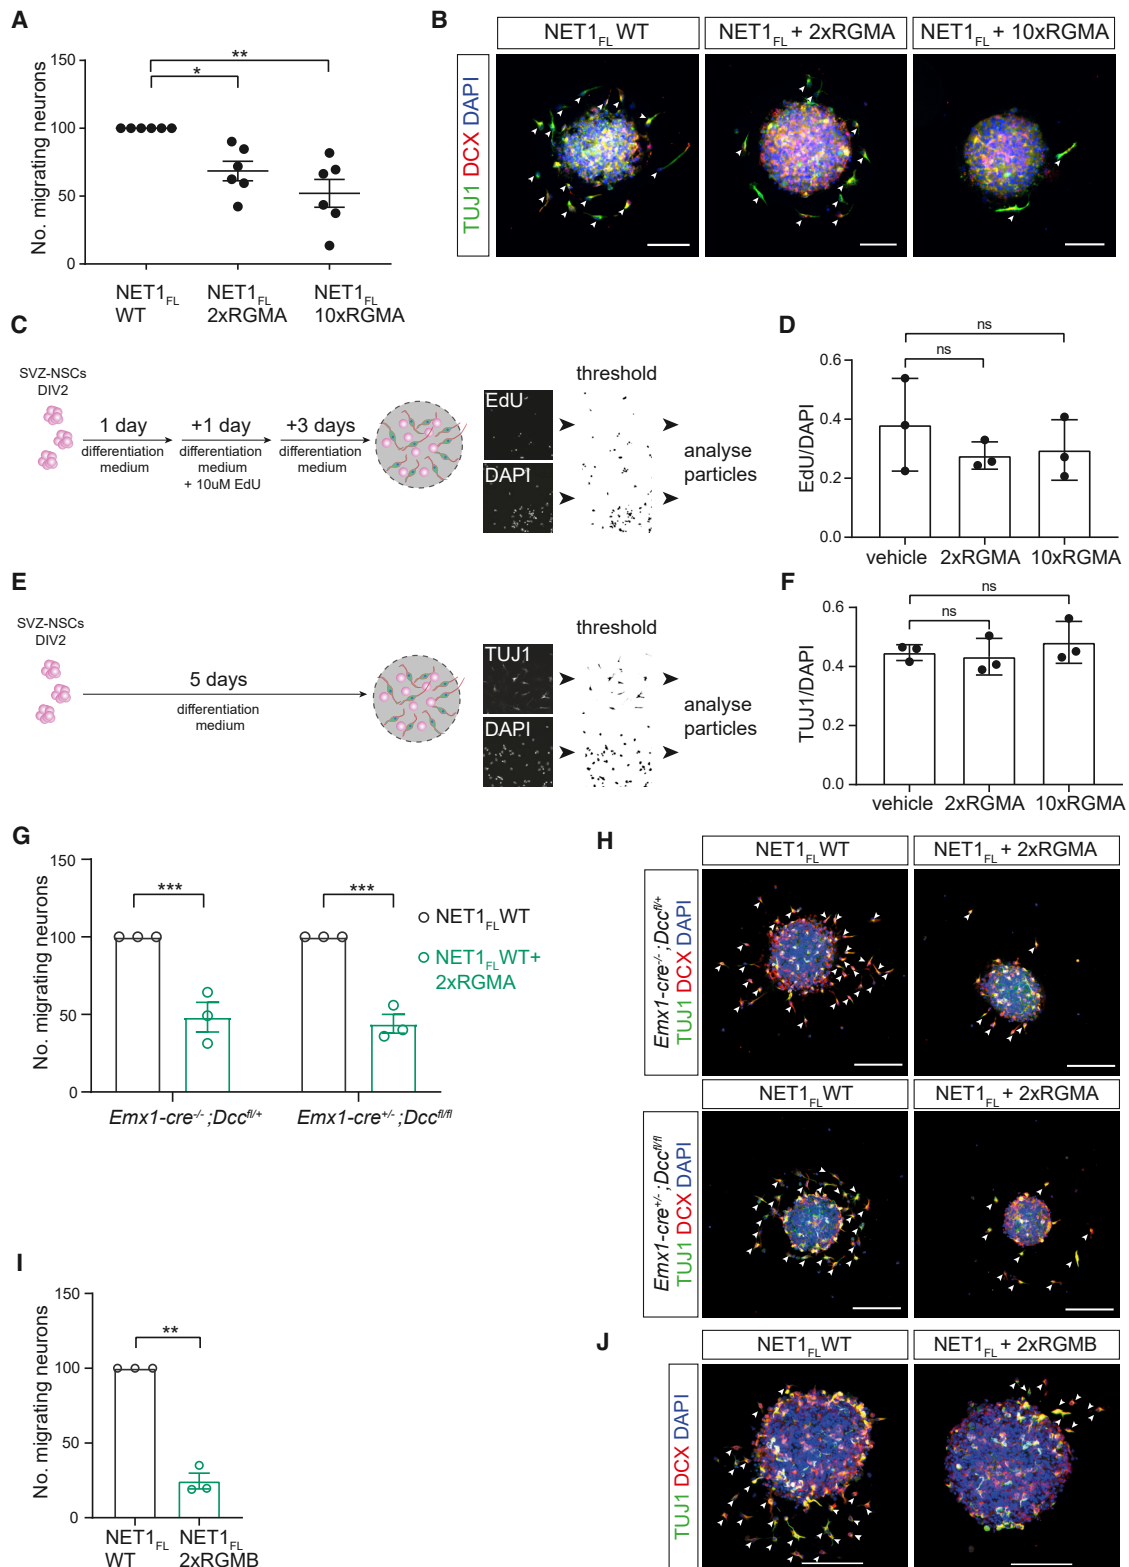 A
No. migrating neurons
150
100
50
0
*
**
NET1FL WT
NET1FL 2xRGMA
NET1FL 10xRGMA
B
TUJ1 DCX DAPI
NET1FL WT
NET1FL + 2xRGMA
NET1FL + 10xRGMA
C
SVZ-NSCs
DIV2
1 day
differentiation
medium
+1 day
differentiation
medium
+ 10uM EdU
+3 days
differentiation
medium
EdU
DAPI
threshold
analyse
particles
D
EdU/DAPI
0.6
0.4
0.2
0.0
ns
ns
vehicle
2xRGMA
10xRGMA
E
SVZ-NSCs
DIV2
5 days
differentiation
medium
TUJ1
DAPI
threshold
analyse
particles
F
TUJ1/DAPI
0.6
0.4
0.2
0.0
ns
ns
vehicle
2xRGMA
10xRGMA
G
No. migrating neurons
150
100
50
0
***
***
NET1FL WT
NET1FL WT+
2xRGMA
Emx1-cre-/-;Dccfl/+
Emx1-cre+/-;Dccfl/fl
H
NET1FL WT
NET1FL + 2xRGMA
Emx1-cre-/-;Dccfl/+
TUJ1 DCX DAPI
NET1FL WT
NET1FL + 2xRGMA
Emx1-cre+/-;Dccfl/fl
TUJ1 DCX DAPI
I
No. migrating neurons
150
100
50
0
**
NET1FL WT
NET1FL 2xRGMB
J
NET1FL WT
NET1FL + 2xRGMB
TUJ1 DCX DAPI